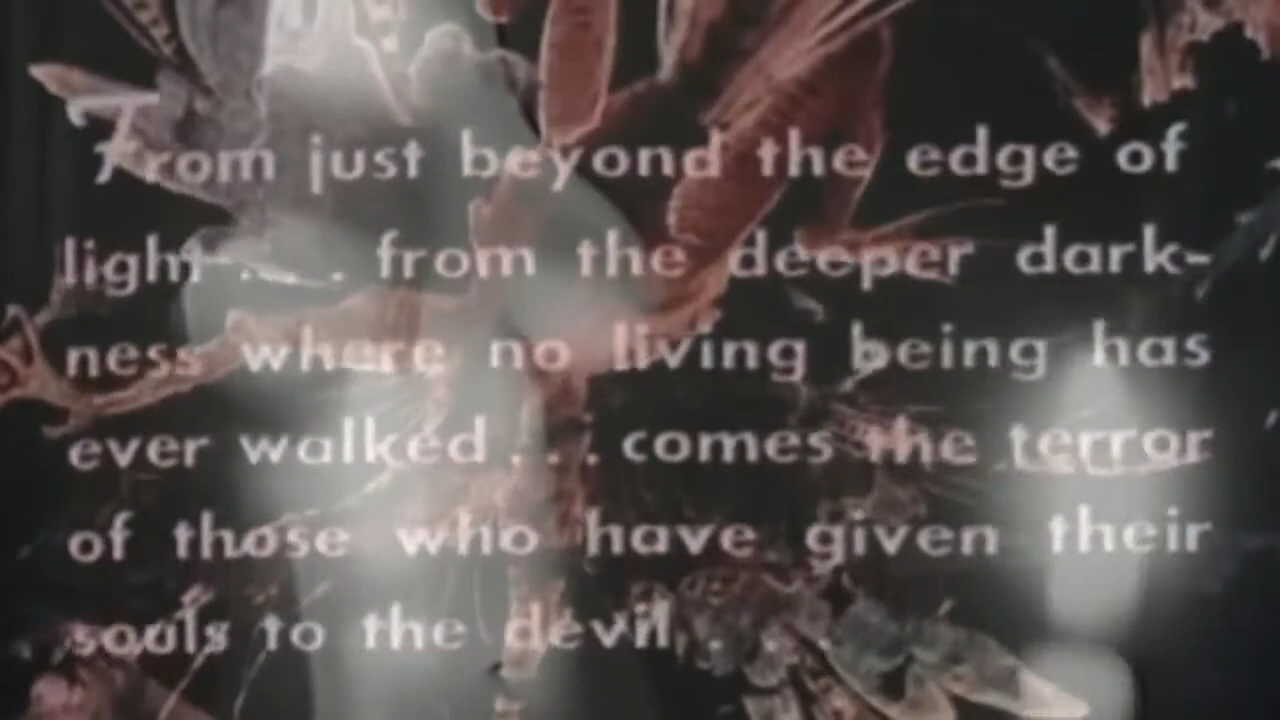 From just beyond the edge of
light . . . from the deeper dark-
ness where no living being has
ever walked . . . comes the terror
of those who have given their
souls to the devil . . .